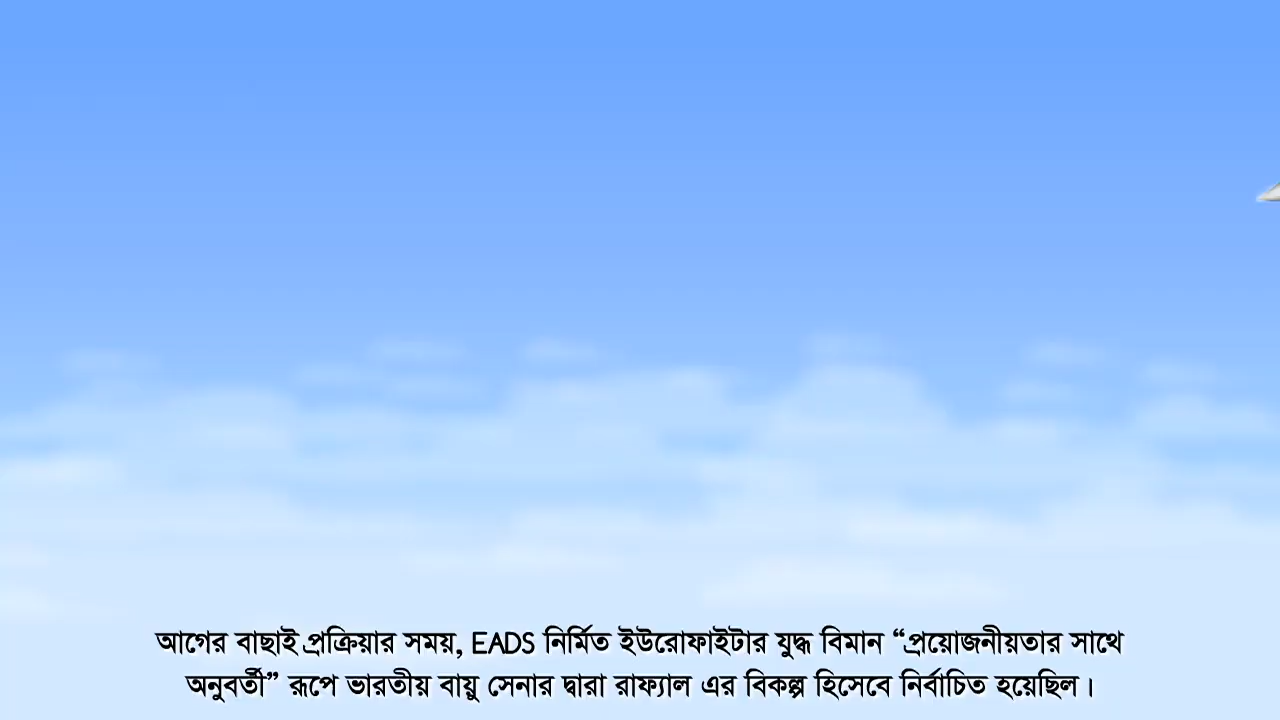 আগের বাছাই প্রক্রিয়ার সময়, EADS নির্মিত ইউরোফাইটার যুদ্ধ বিমান “প্রয়োজনীয়তার সাথে
অনুবর্তী” রূপে ভারতীয় বায়ু সেনার দ্বারা রাফ্যাল এর বিকল্প হিসেবে নির্বাচিত হয়েছিল।